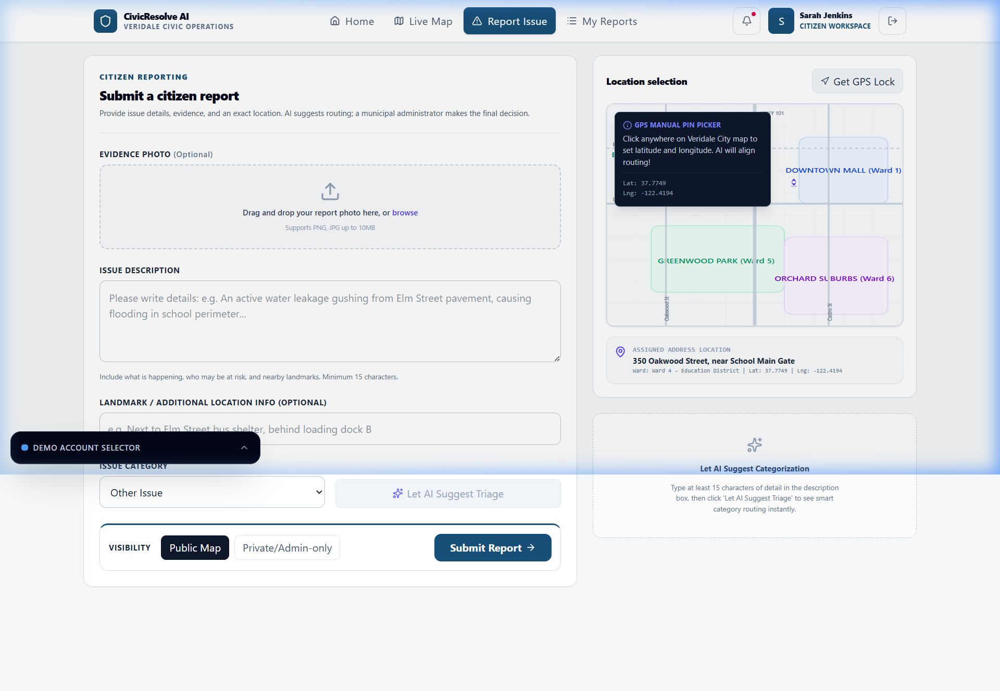 CivicResolve AI
VERIDALE CIVIC OPERATIONS
Home
Live Map
Report Issue
My Reports
S
Sarah Jenkins
CITIZEN WORKSPACE
CITIZEN REPORTING
Submit a citizen report
Provide issue details, evidence, and an exact location. AI suggests routing; a municipal administrator makes the final decision.
EVIDENCE PHOTO (Optional)
Drag and drop your report photo here, or browse
Supports PNG, JPG up to 10MB
ISSUE DESCRIPTION
Please write details: e.g. An active water leakage gushing from Elm Street pavement, causing
flooding in school perimeter...
Include what is happening, who may be at risk, and nearby landmarks. Minimum 15 characters.
LANDMARK / ADDITIONAL LOCATION INFO (OPTIONAL)
e.g. Next to Elm Street bus shelter, behind loading dock B
DEMO ACCOUNT SELECTOR
ISSUE CATEGORY
Other Issue
Let AI Suggest Triage
VISIBILITY
Public Map
Private/Admin-only
Submit Report
Location selection
Get GPS Lock
101
GPS MANUAL PIN PICKER
Click anywhere on Veridale City map to
set latitude and longitude. AI will align
routing!
Lat: 37.7749
Lng: -122.4194
DOWNTOWN MALL (Ward 1)
GREENWOOD PARK (Ward 5)
ORCHARD SUBURBS (Ward 6)
Oakwood St
Castro St
ASSIGNED ADDRESS LOCATION
350 Oakwood Street, near School Main Gate
Ward: Ward 4 - Education District | Lat: 37.7749 | Lng: -122.4194
Let AI Suggest Categorization
Type at least 15 characters of detail in the description
box, then click 'Let AI Suggest Triage' to see smart
category routing instantly.